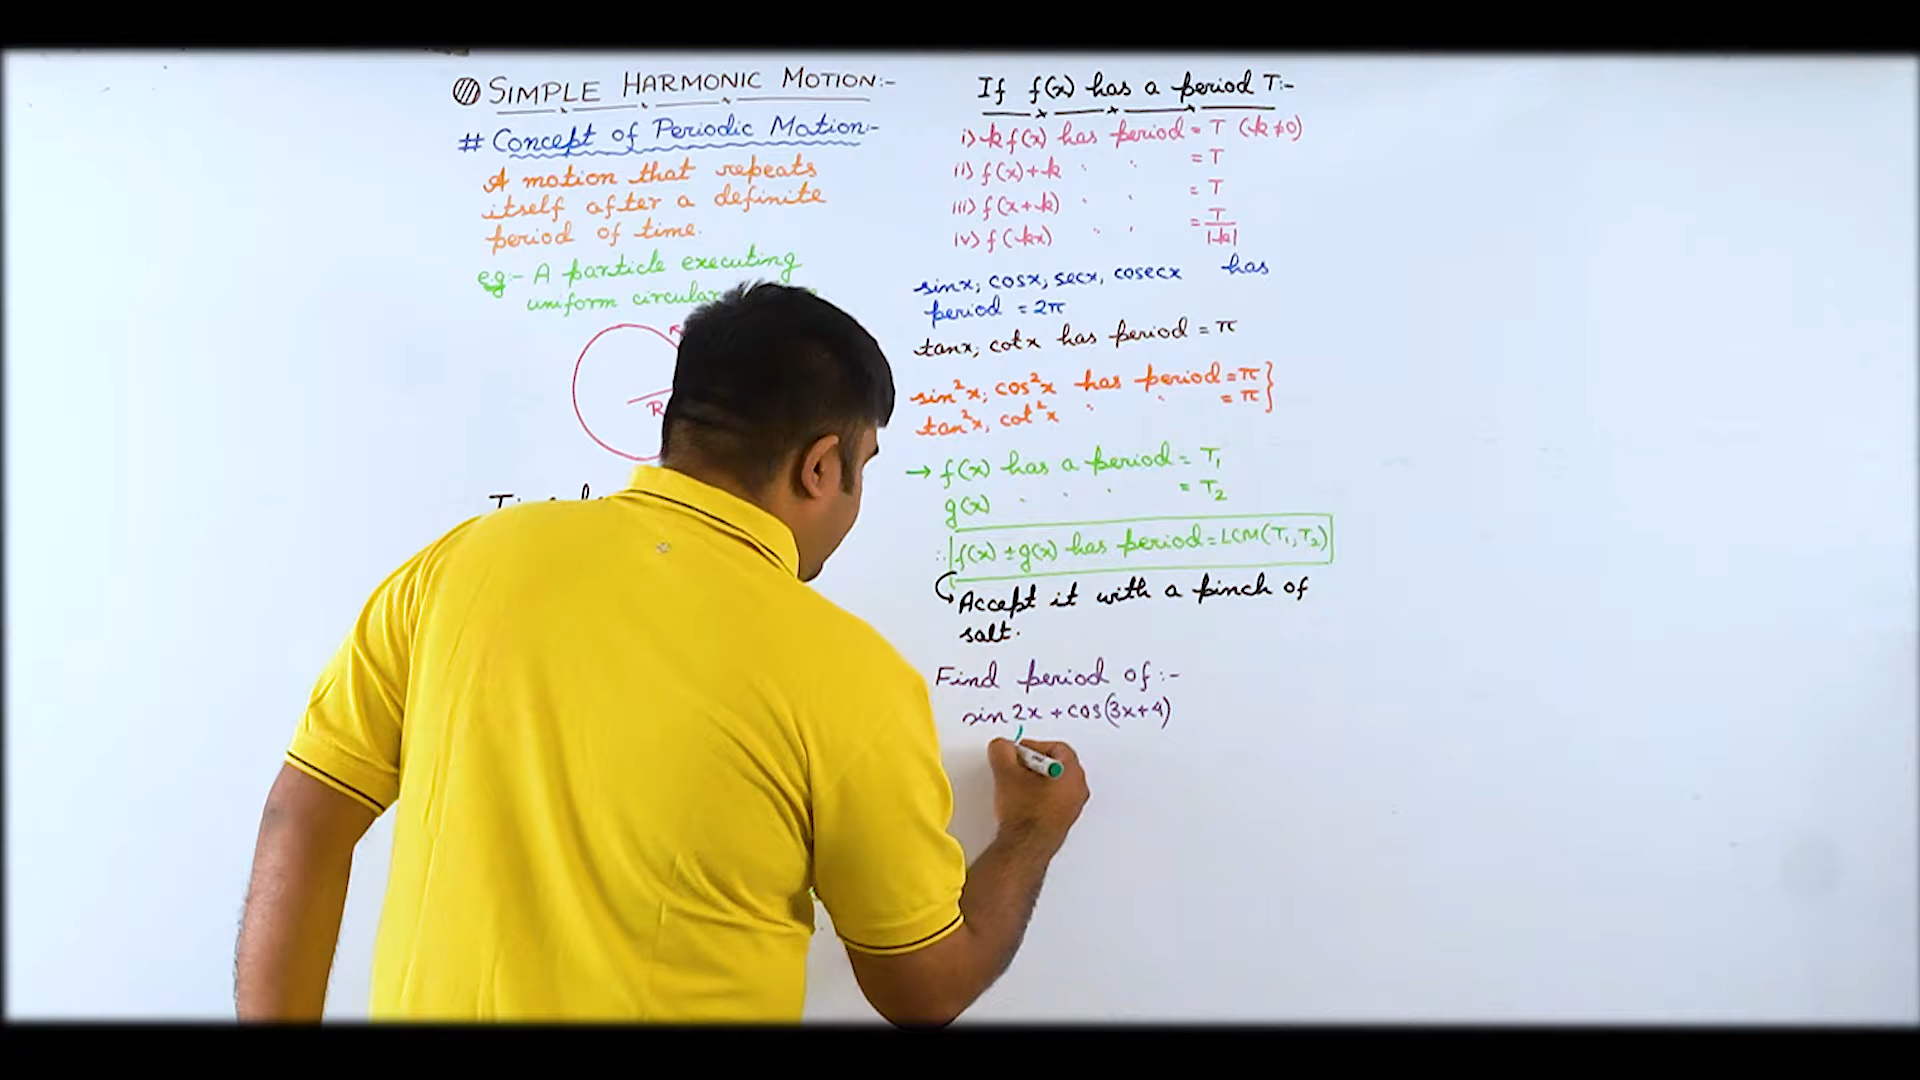 SIMPLE HARMONIC MOTION:-
# Concept of Periodic Motion:-
A motion that repeats
itself after a definite
period of time.
e.g:- A particle executing
uniform circular
R
If f(x) has a period T:-
i) k f(x) has period = T (k ≠ 0)
ii) f(x)+k " " = T
iii) f(x+k) " " = T
iv) f(kx) " " = T/|k|
sinx, cosx, secx, cosecx has
period = 2π
tanx, cotx has period = π
sin²x, cos²x has period = π }
tan²x, cot²x " " = π
→ f(x) has a period = T₁
g(x) " " " = T₂
∴ f(x) ± g(x) has period = LCM(T₁, T₂)
Accept it with a pinch of
salt.
Find period of:-
sin 2x + cos(3x+4)